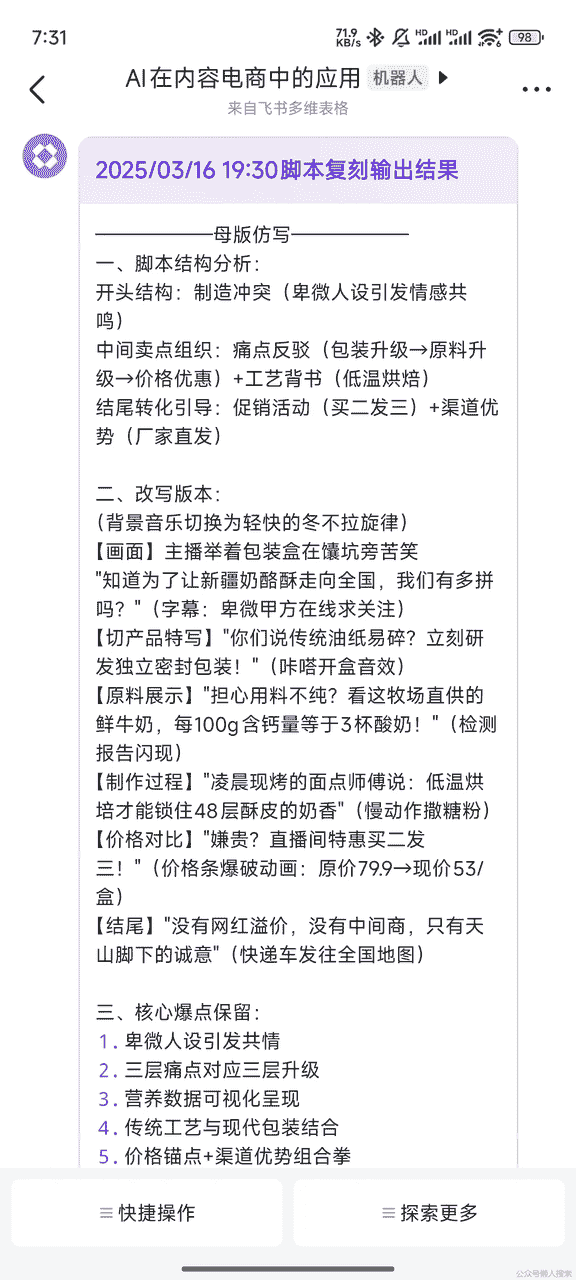 7:31
71.9 KB/s HD HD 6 98
AI在内容电商中的应用 机器人
来自飞书多维表格
2025/03/16 19:30脚本复刻输出结果
——————母版仿写——————
一、脚本结构分析：
开头结构：制造冲突（卑微人设引发情感共
鸣）
中间卖点组织：痛点反驳（包装升级→原料升
级→价格优惠）+工艺背书（低温烘焙）
结尾转化引导：促销活动（买二发三）+渠道优
势（厂家直发）
二、改写版本：
（背景音乐切换为轻快的冬不拉旋律）
【画面】主播举着包装盒在馕坑旁苦笑
"知道为了让新疆奶酪酥走向全国，我们有多拼
吗？"（字幕：卑微甲方在线求关注）
【切产品特写】"你们说传统油纸易碎？立刻研
发独立密封包装！"（咔嗒开盒音效）
【原料展示】"担心用料不纯？看这牧场直供的
鲜牛奶，每100g含钙量等于3杯酸奶！"（检测
报告闪现）
【制作过程】"凌晨现烤的面点师傅说：低温烘
培才能锁住48层酥皮的奶香"（慢动作撒糖粉）
【价格对比】"嫌贵？直播间特惠买二发
三！"（价格条爆破动画：原价79.9→现价53/
盒）
【结尾】"没有网红溢价，没有中间商，只有天
山脚下的诚意"（快递车发往全国地图）
三、核心爆点保留：
1. 卑微人设引发共情
2. 三层痛点对应三层升级
3. 营养数据可视化呈现
4. 传统工艺与现代包装结合
5. 价格锚点+渠道优势组合拳
快捷操作
探索更多
公众号懒人搜索